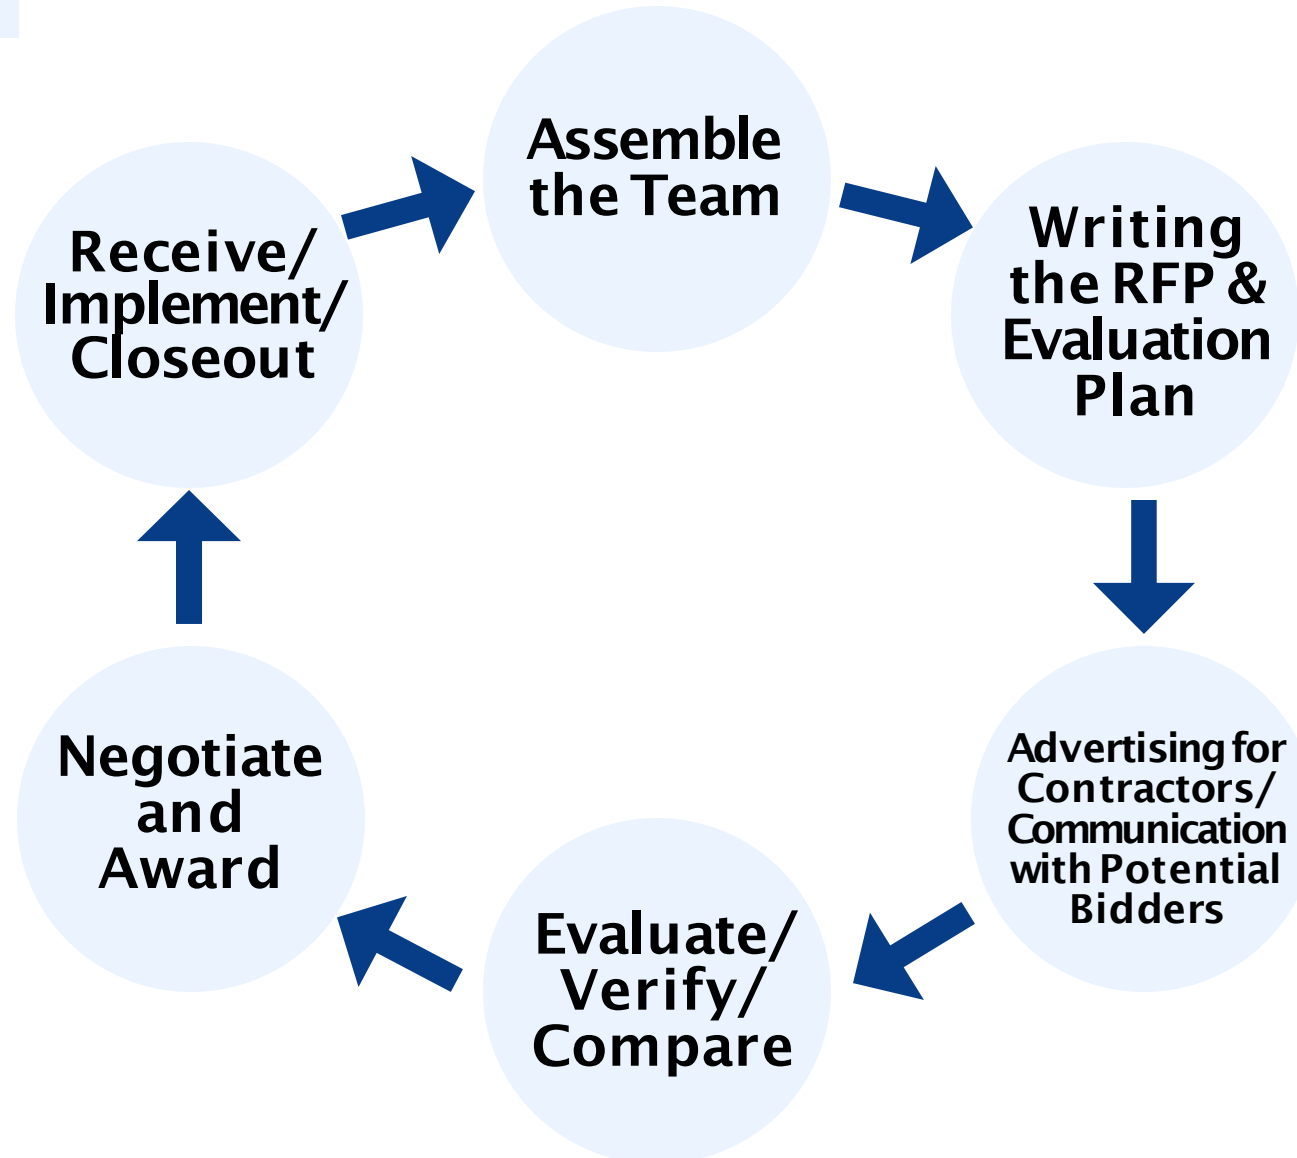 Assemble
the Team
Writing
the RFP &
Evaluation
Plan
Advertising for
Contractors/
Communication
with Potential
Bidders
Evaluate/
Verify/
Compare
Negotiate
and
Award
Receive/
Implement/
Closeout